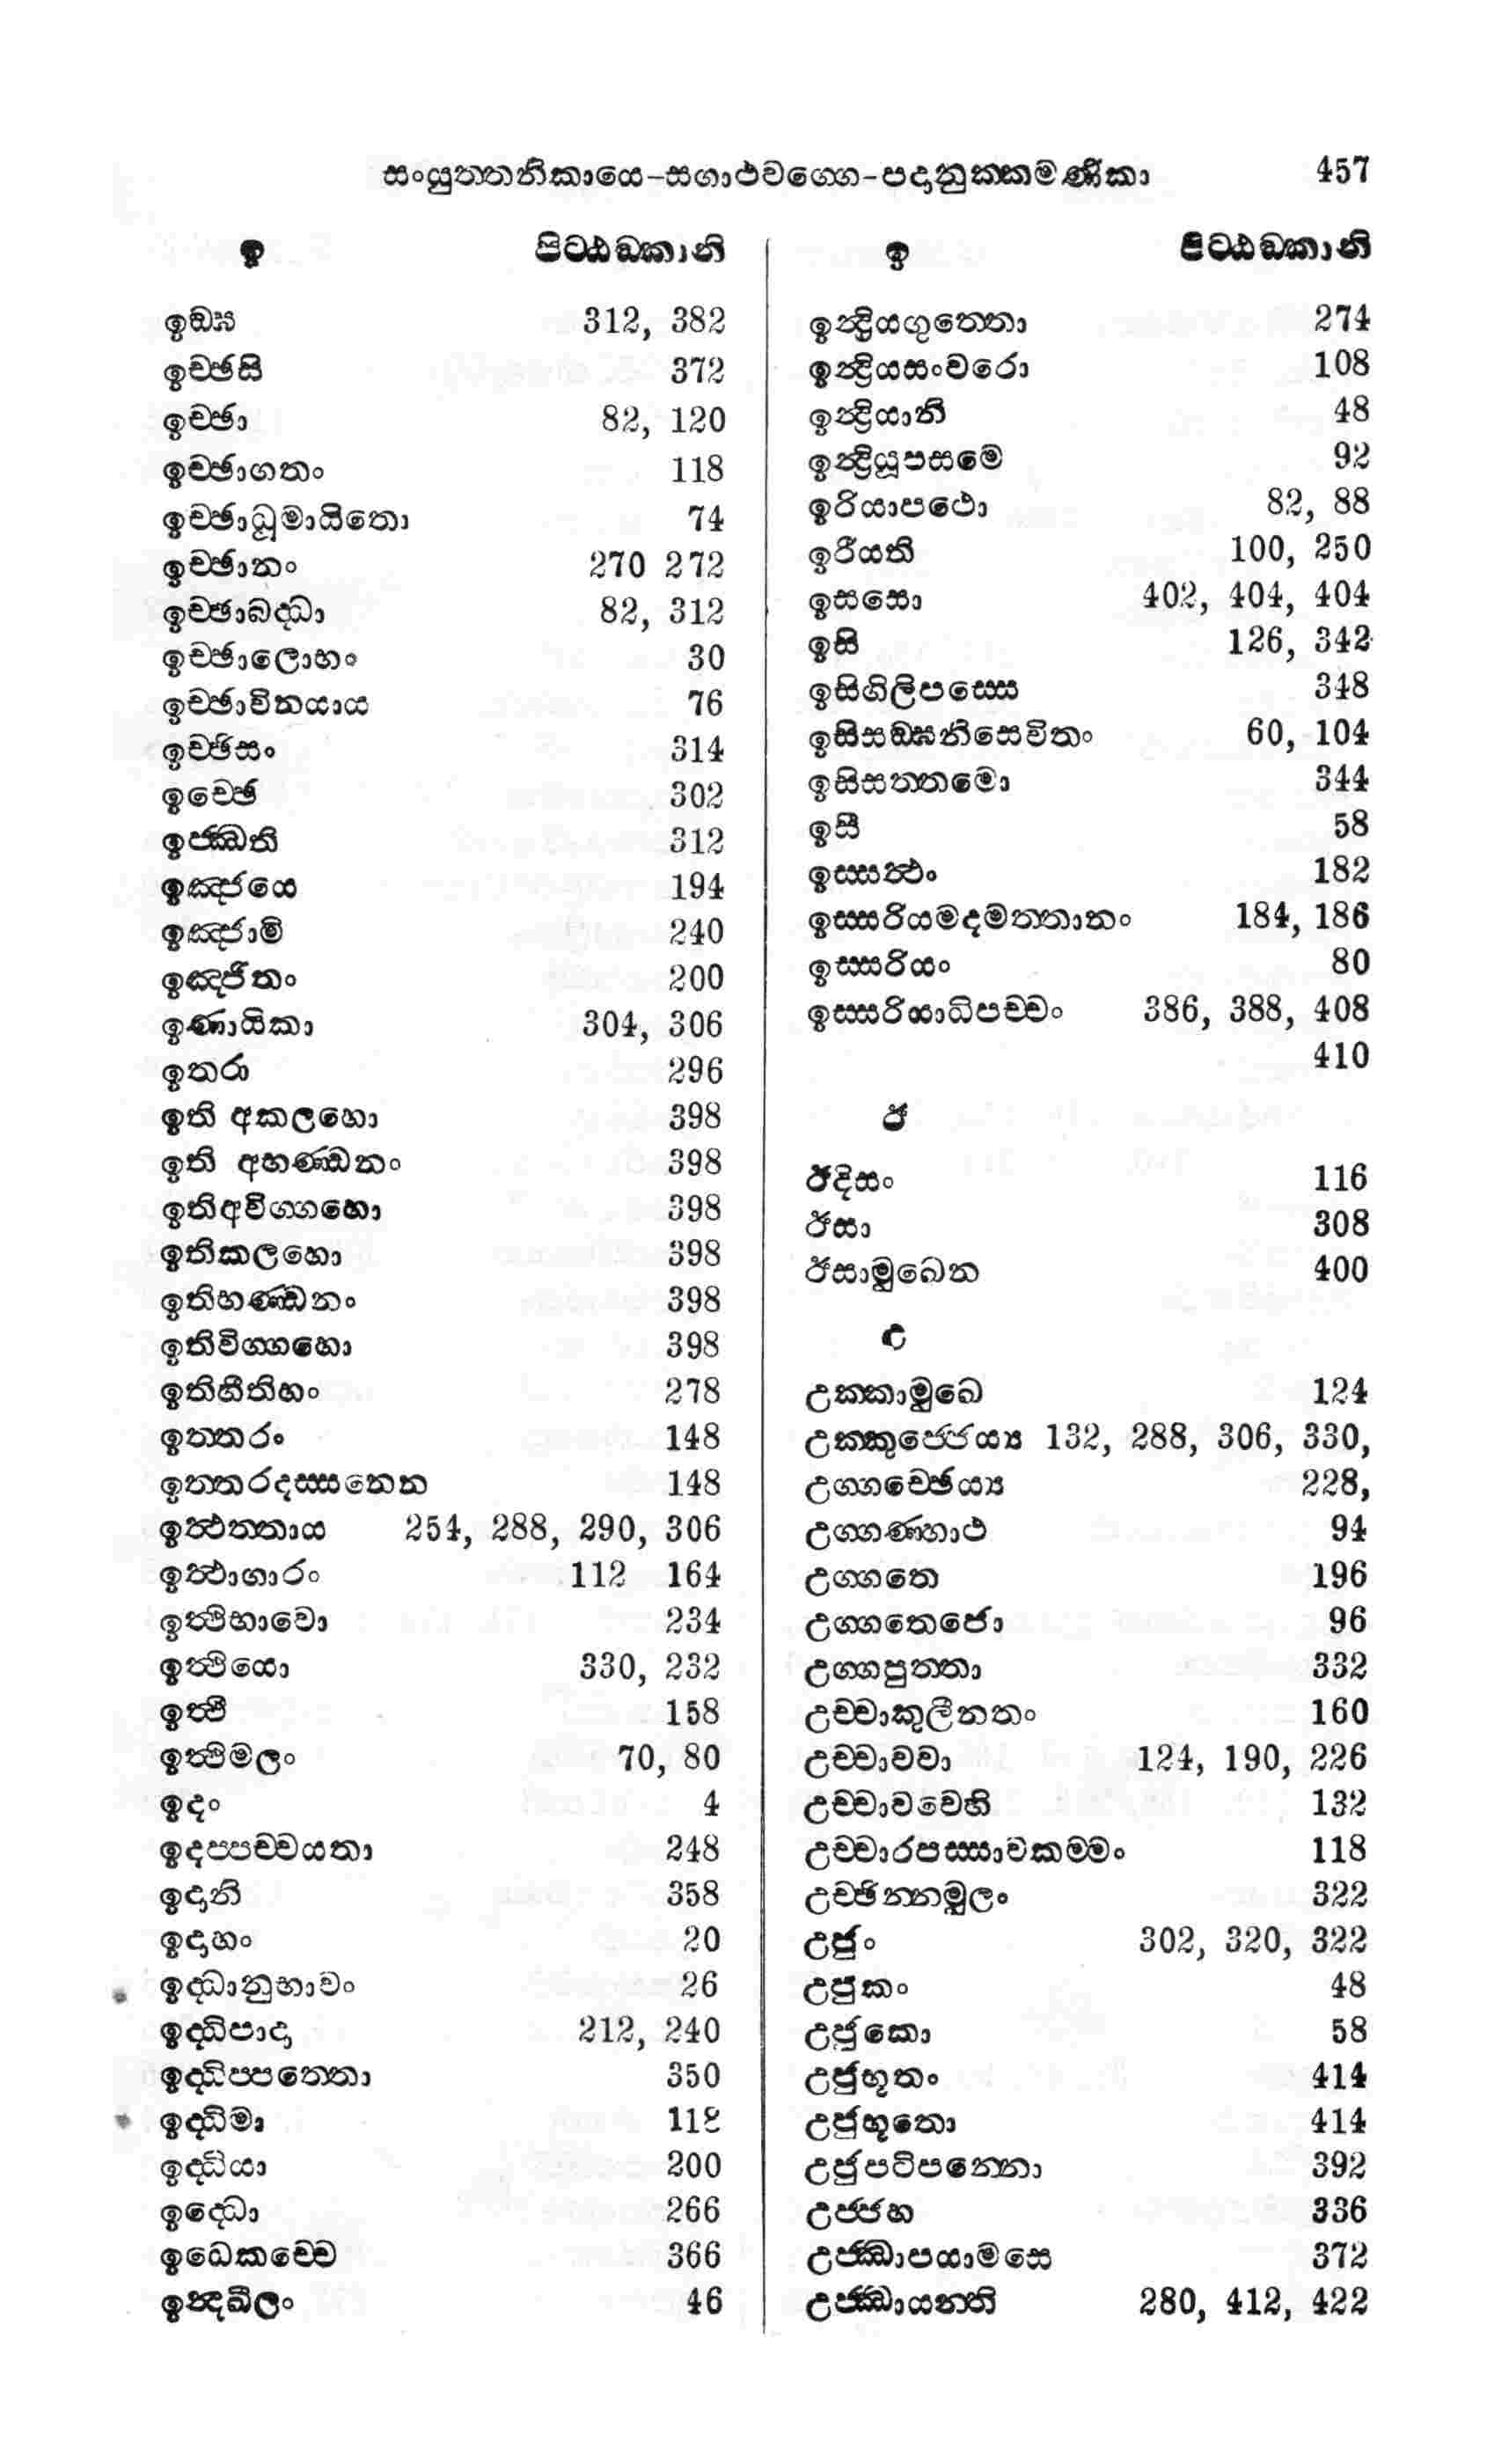 සංයුත්තනිකායෙ-සගාථවග්ගෙ-පදානුක්කමණිකා 457
ඉ පිට්ඨඞ්කානි
ඉඞ්ඝ 312, 382
ඉච්ඡසි 372
ඉච්ඡා 82, 120
ඉච්ඡාගතං 118
ඉච්ඡාධූමායිතො 74
ඉච්ඡානං 270 272
ඉච්ඡාබද්ධා 82, 312
ඉච්ඡාලොභං 30
ඉච්ඡාවිනයාය 76
ඉච්ඡිසං 314
ඉච්ඡෙ 302
ඉජ්ඣති 312
ඉඤ්ජයෙ 194
ඉඤ්ජාමි 240
ඉඤ්ජිතං 200
ඉණායිකා 304, 306
ඉතරා 296
ඉති අකලහො 398
ඉති අභණ්ඩනං 398
ඉතිඅවිග්ගහො 398
ඉතිකලහො 398
ඉතිභණ්ඩනං 398
ඉතිවිග්ගහො 398
ඉතිහීතිහං 278
ඉත්තරං 148
ඉත්තරදස්සනෙන 148
ඉත්ථත්තාය 254, 288, 290, 306
ඉත්ථාගාරං 112 164
ඉත්ථිභාවො 234
ඉත්ථියො 330, 232
ඉත්ථී 158
ඉත්ථිමලං 70, 80
ඉදං 4
ඉදප්පච්චයතා 248
ඉදානි 358
ඉදාහං 20
ඉද්ධානුභාවං 26
ඉද්ධිපාදා 212, 240
ඉද්ධිප්පත්තො 350
ඉද්ධිමා 112
ඉද්ධියා 200
ඉද්ධො 266
ඉධෙකච්චෙ 366
ඉන්දඛීලං 46
ඉ පිට්ඨඞ්කානි
ඉන්ද්‍රියගුත්තො 274
ඉන්ද්‍රියසංවරො 108
ඉන්ද්‍රියානි 48
ඉන්ද්‍රියූපසමෙ 92
ඉරියාපථො 82, 88
ඉරීයති 100, 250
ඉසසො 402, 404, 404
ඉසි 126, 342
ඉසිගිලිපස්සෙ 348
ඉසිසඞ්ඝනිසෙවිතං 60, 104
ඉසිසත්තමො 344
ඉසී 58
ඉස්සත්ථං 182
ඉස්සරියමදමත්තානං 184, 186
ඉස්සරියං 80
ඉස්සරියාධිපච්චං 386, 388, 408
410
ඊ
ඊදිසං 116
ඊසා 308
ඊසාමුඛෙන 400
උ
උක්කාමුඛෙ 124
උක්කුජ්ජෙය්‍ය 132, 288, 306, 330,
උග්ගච්ඡෙය්‍ය 228,
උග්ගණ්හාථ 94
උග්ගතෙ 196
උග්ගතෙජො 96
උග්ගපුත්තා 332
උච්චාකුලීනතං 160
උච්චාවචා 124, 190, 226
උච්චාවචෙහි 132
උච්චාරපස්සාවකම්මං 118
උච්ඡින්නමූලං 322
උජුං 302, 320, 322
උජුකං 48
උජුකො 58
උජුභූතං 414
උජුභූතො 414
උජුපටිපන්නො 392
උජ්ජහ 336
උජ්ඣාපයාමසෙ 372
උජ්ඣායන්ති 280, 412, 422